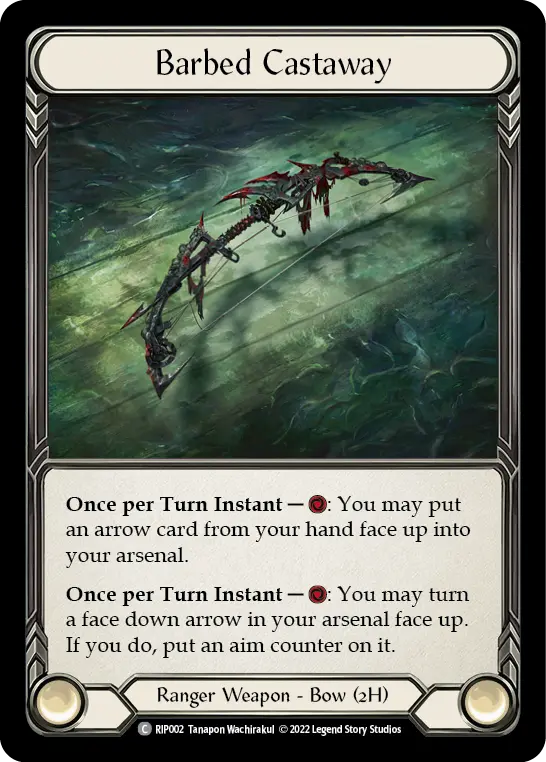 Barbed Castaway
Once per Turn Instant — : You may put
an arrow card from your hand face up into
your arsenal.
Once per Turn Instant — : You may turn
a face down arrow in your arsenal face up.
If you do, put an aim counter on it.
Ranger Weapon - Bow (2H)
C RIP002 Tanapon Wachirakul © 2022 Legend Story Studios